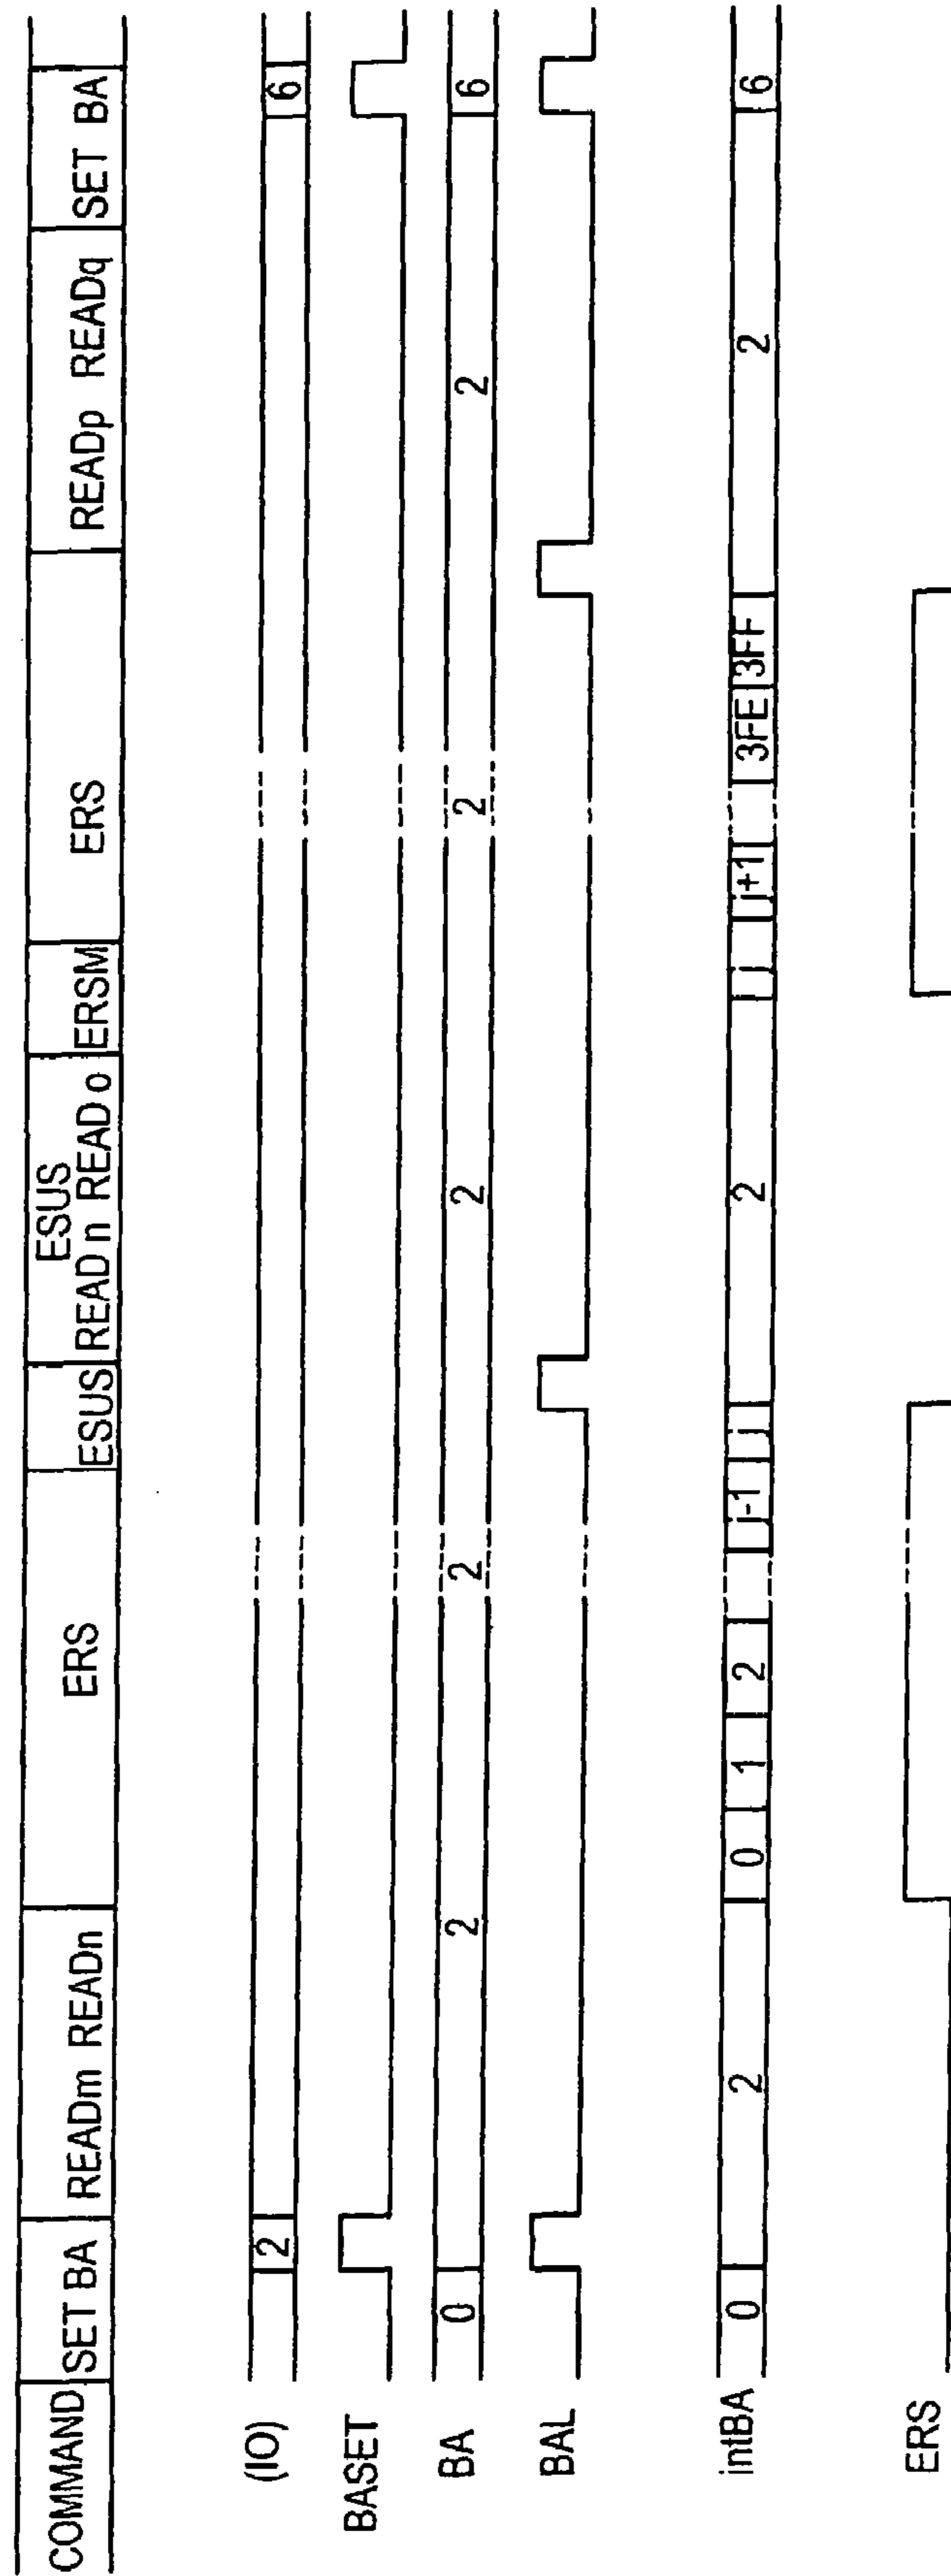 COMMAND SET BA READm READn ERS ESUS ESUS READ n READ o ERSM ERS READp READq SET BA
(IO) 2 6
BASET
BA 0 2 2 2 2 2 6
BAL
intBA 0 2 0 1 2 j-1 j 2 j j+1 3FE 3FF 2 6
ERS